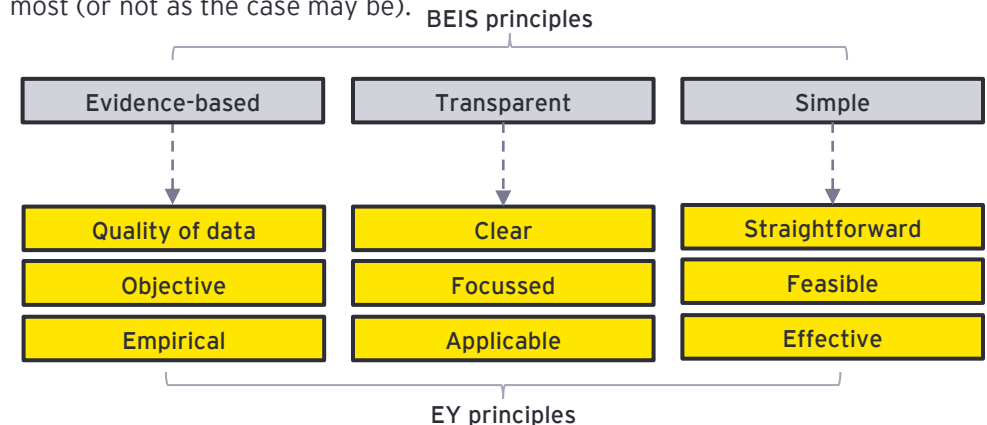 most (or not as the case may be).
BEIS principles
Evidence-based
Transparent
Simple
Quality of data
Clear
Straightforward
Objective
Focussed
Feasible
Empirical
Applicable
Effective
EY principles